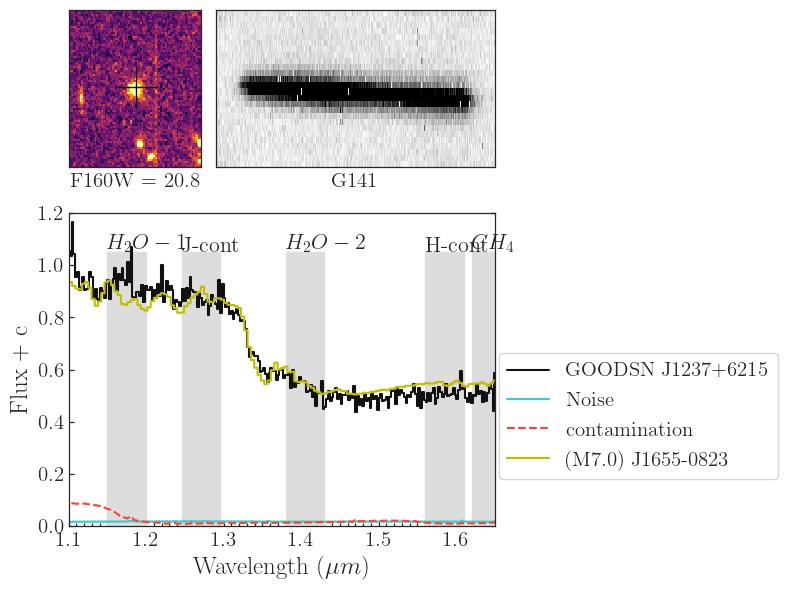 F160W = 20.8
G141
H₂O − 1
J-cont
H₂O − 2
H-cont
CH₄
1.2
1.0
0.8
0.6
0.4
0.2
0.0
Flux + c
1.1 1.2 1.3 1.4 1.5 1.6
Wavelength (μm)
GOODSN J1237+6215
Noise
contamination
(M7.0) J1655-0823